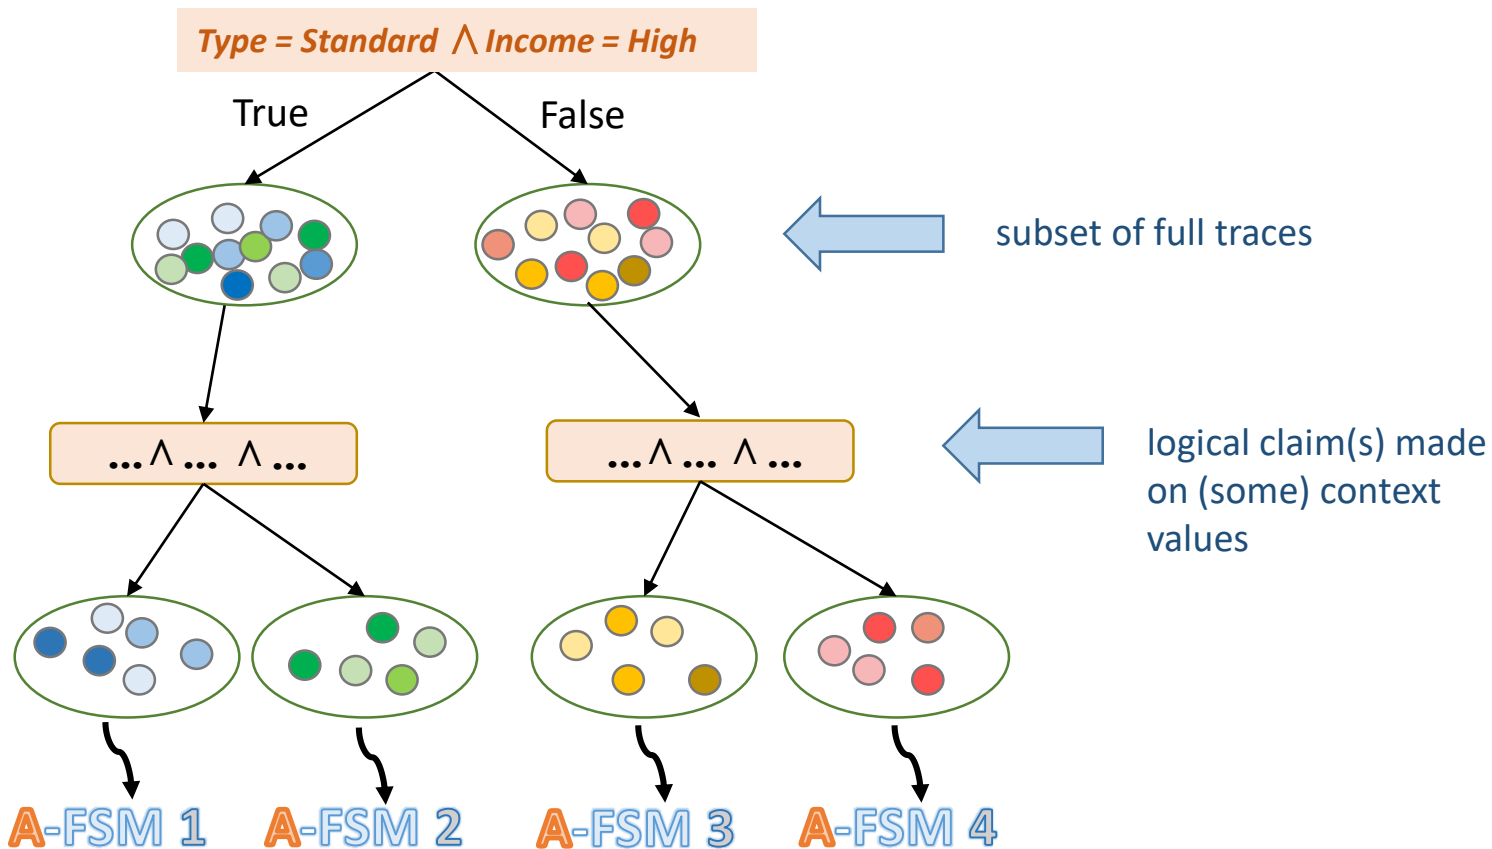 Type = Standard ∧ Income = High
True
False
subset of full traces
... ∧ ... ∧ ...
... ∧ ... ∧ ...
logical claim(s) made
on (some) context
values
A-FSM 1
A-FSM 2
A-FSM 3
A-FSM 4